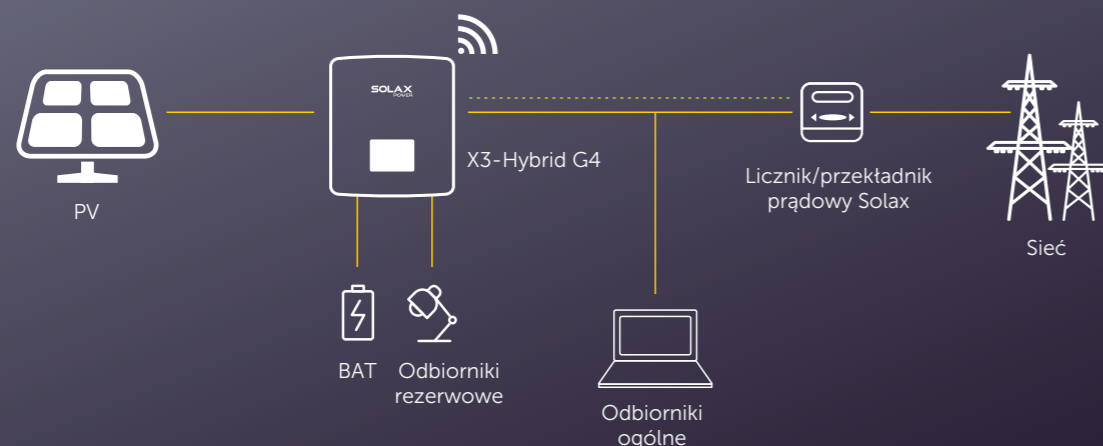 SOLAX
POWER
X3-Hybrid G4
PV
Licznik/przekładnik
prądowy Solax
Sieć
BAT
Odbiorniki
rezerwowe
Odbiorniki
ogólne